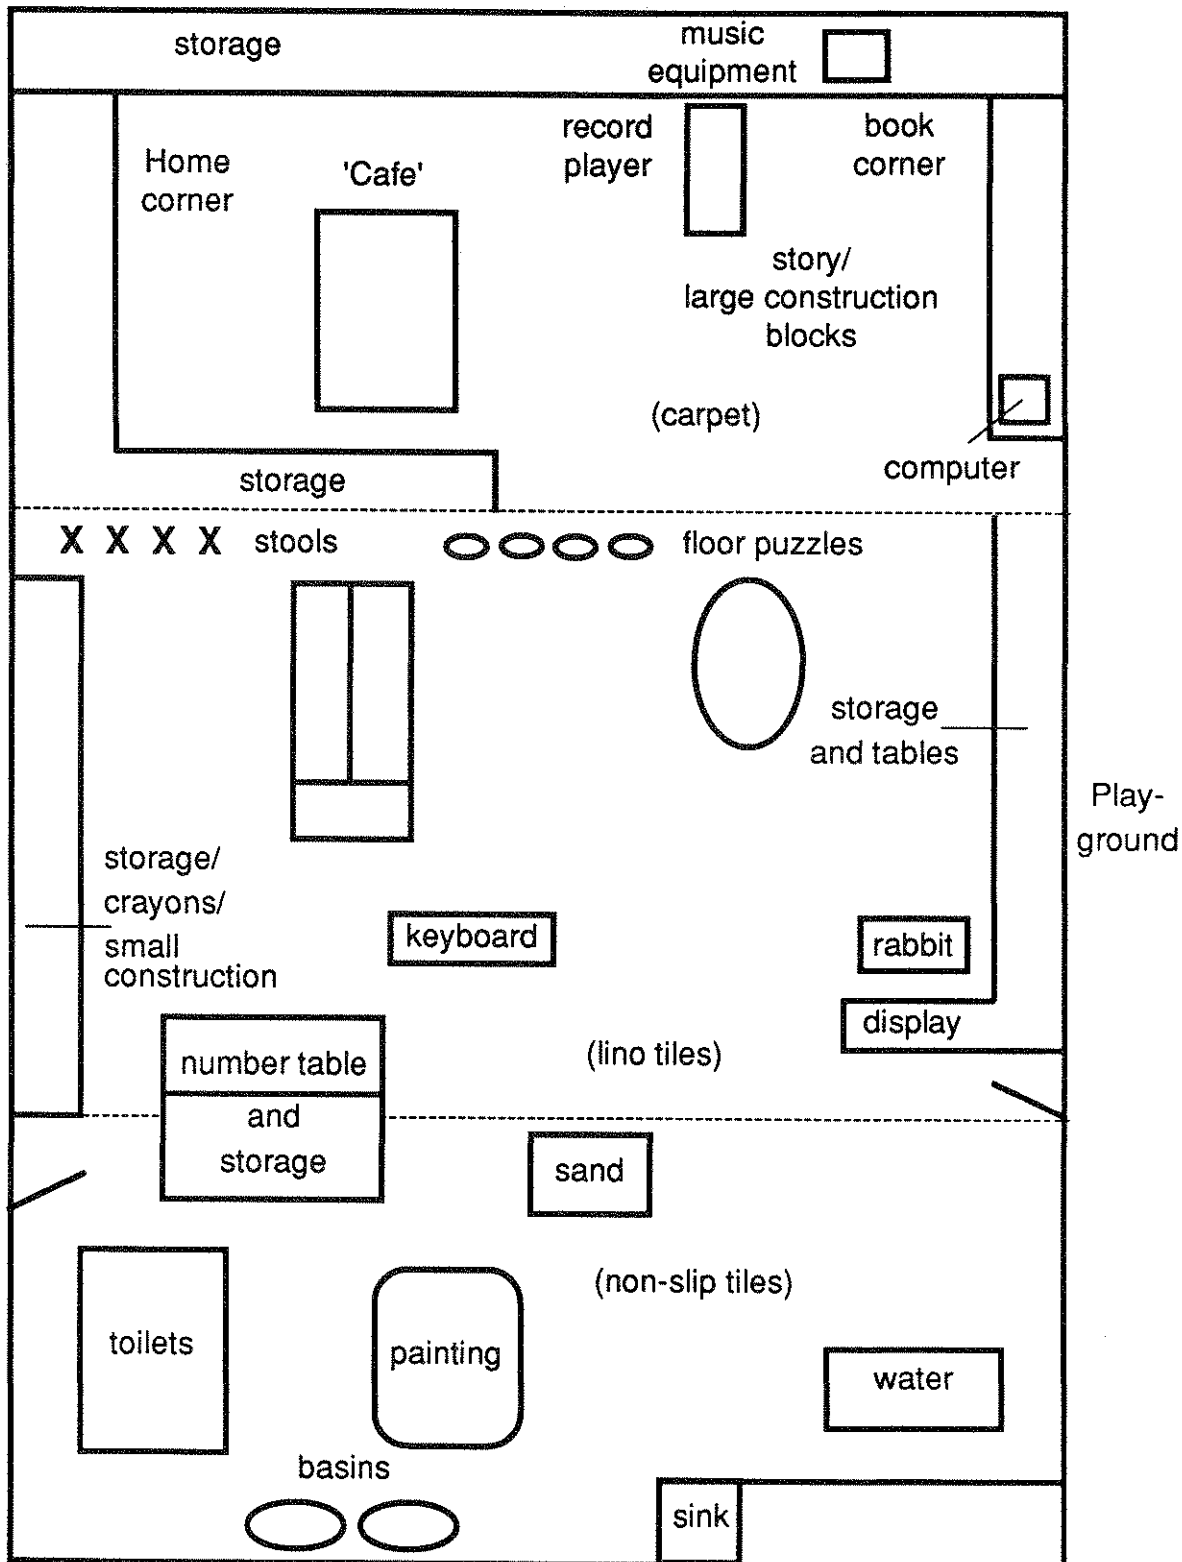 storage
music
equipment
record
player
book
corner
Home
corner
'Cafe'
story/
large construction
blocks
(carpet)
computer
storage
X X X X stools
floor puzzles
storage
and tables
Play-
ground
storage/
crayons/
small
construction
keyboard
rabbit
display
number table
and
storage
(lino tiles)
sand
(non-slip tiles)
toilets
painting
water
basins
sink